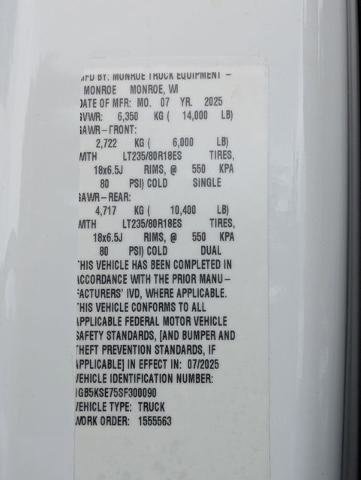 MFD BY: MONROE TRUCK EQUIPMENT –
MONROE MONROE, WI
DATE OF MFR: MO. 07 YR. 2025
GVWR: 6,350 KG ( 14,000 LB)
GAWR–FRONT:
2,722 KG ( 6,000 LB)
WITH LT235/80R18ES TIRES,
18x6.5J RIMS, @ 550 KPA
80 PSI) COLD SINGLE
GAWR–REAR:
4,717 KG ( 10,400 LB)
WITH LT235/80R18ES TIRES,
18x6.5J RIMS, @ 550 KPA
80 PSI) COLD DUAL
THIS VEHICLE HAS BEEN COMPLETED IN
ACCORDANCE WITH THE PRIOR MANU–
FACTURERS' IVD, WHERE APPLICABLE.
THIS VEHICLE CONFORMS TO ALL
APPLICABLE FEDERAL MOTOR VEHICLE
SAFETY STANDARDS, [AND BUMPER AND
THEFT PREVENTION STANDARDS, IF
APPLICABLE] IN EFFECT IN: 07/2025
VEHICLE IDENTIFICATION NUMBER:
GB5KSE75SF300090
VEHICLE TYPE: TRUCK
WORK ORDER: 1555563